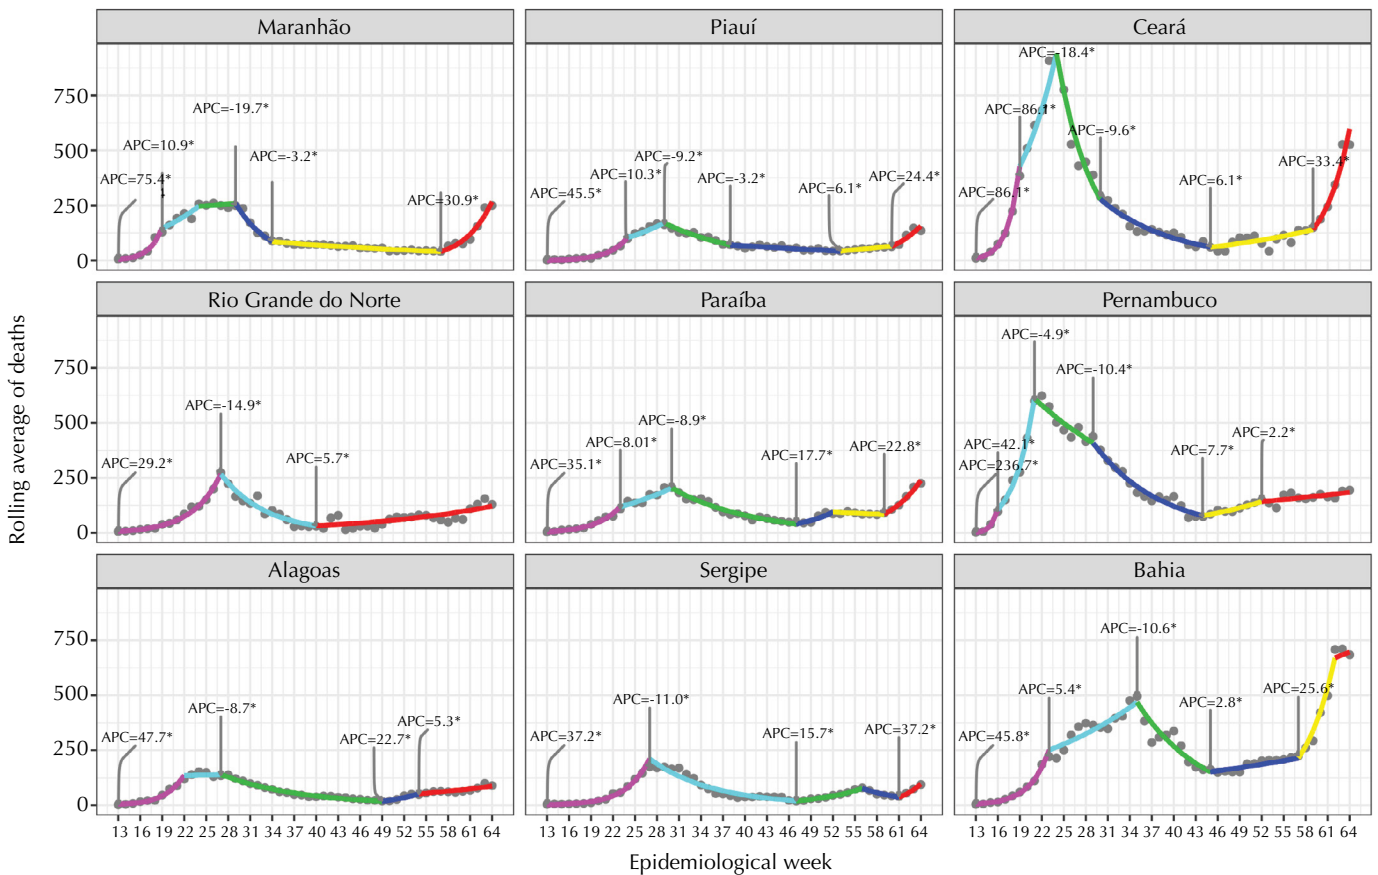 Maranhão
Piauí
Ceará
APC=75.4*
APC=10.9*
APC=-19.7*
APC=-3.2*
APC=30.9*
APC=45.5*
APC=10.3*
APC=-9.2*
APC=-3.2*
APC=6.1*
APC=24.4*
APC=86.1*
APC=86.1*
APC=-18.4*
APC=-9.6*
APC=6.1*
APC=33.4*
750
500
250
0
Rio Grande do Norte
Paraíba
Pernambuco
APC=29.2*
APC=-14.9*
APC=5.7*
APC=35.1*
APC=8.01*
APC=-8.9*
APC=17.7*
APC=22.8*
APC=236.7*
APC=42.1*
APC=-4.9*
APC=-10.4*
APC=7.7*
APC=2.2*
750
500
250
0
Rolling average of deaths
Alagoas
Sergipe
Bahia
APC=47.7*
APC=-8.7*
APC=22.7*
APC=5.3*
APC=37.2*
APC=-11.0*
APC=15.7*
APC=37.2*
APC=45.8*
APC=5.4*
APC=-10.6*
APC=2.8*
APC=25.6*
750
500
250
0
13 16 19 22 25 28 31 34 37 40 43 46 49 52 55 58 61 64
13 16 19 22 25 28 31 34 37 40 43 46 49 52 55 58 61 64
13 16 19 22 25 28 31 34 37 40 43 46 49 52 55 58 61 64
Epidemiological week